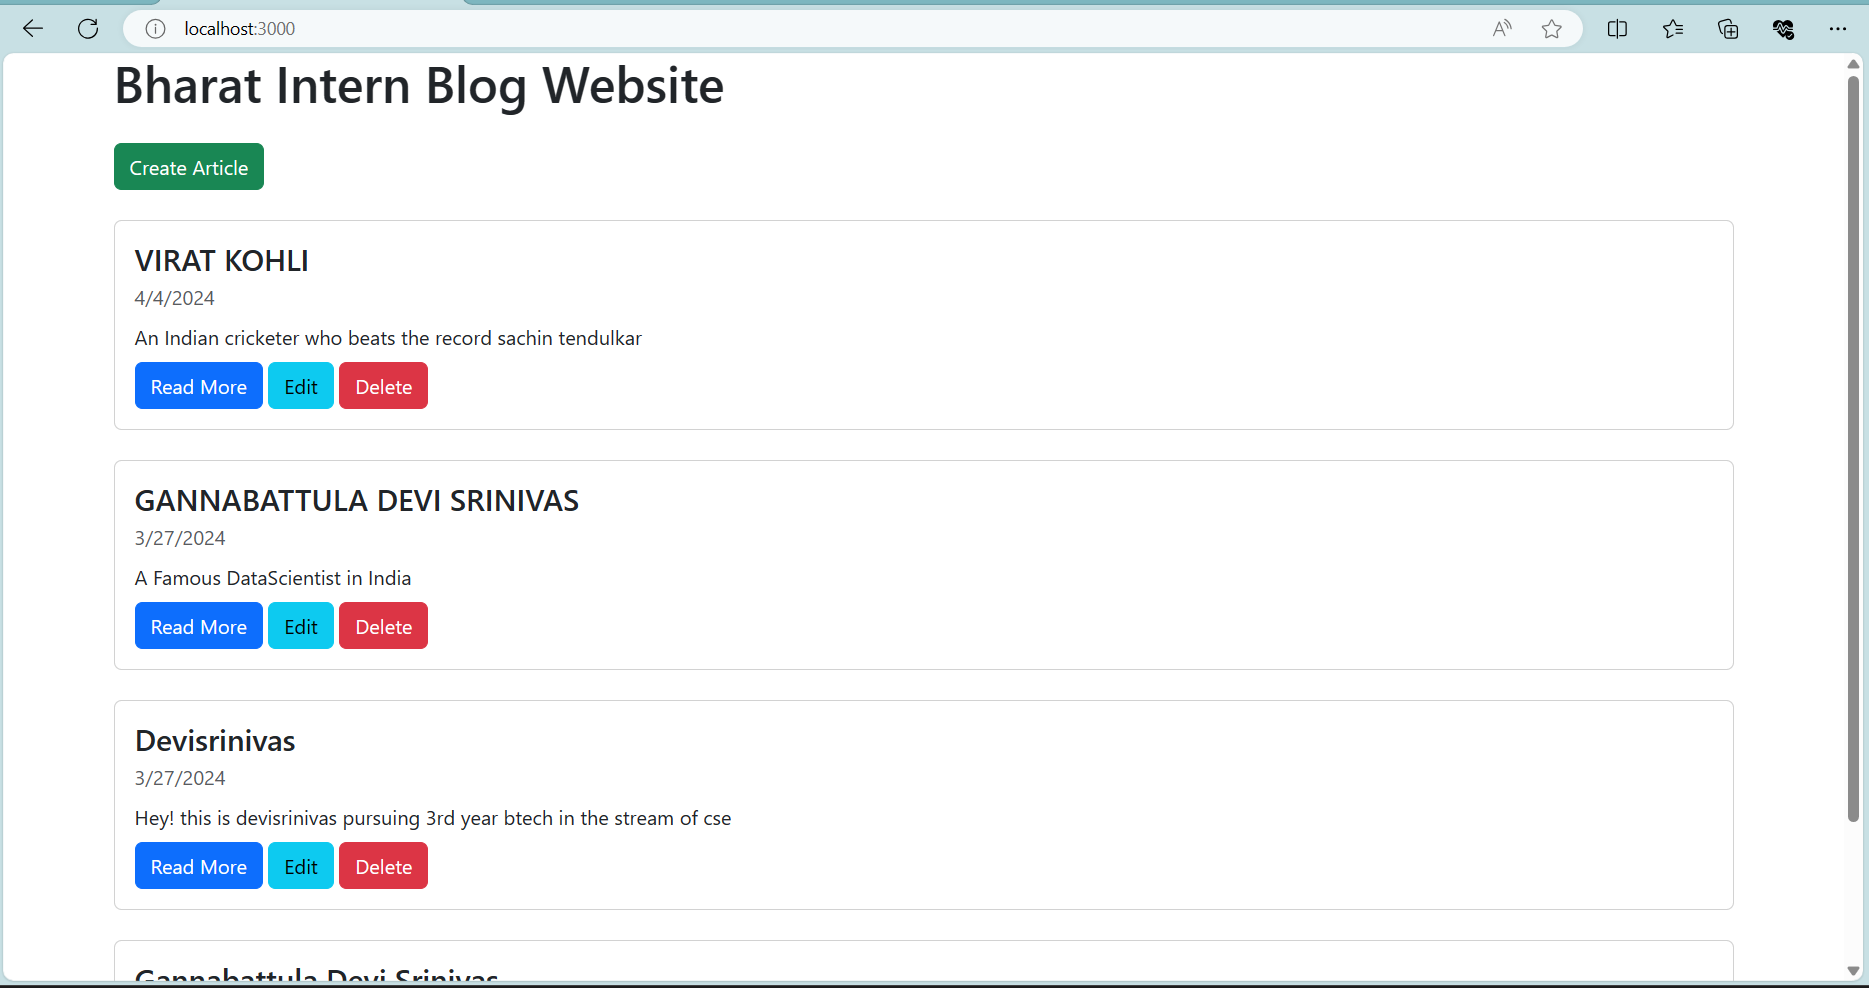 localhost:3000
Bharat Intern Blog Website
Create Article
VIRAT KOHLI
4/4/2024
An Indian cricketer who beats the record sachin tendulkar
Read More Edit Delete
GANNABATTULA DEVI SRINIVAS
3/27/2024
A Famous DataScientist in India
Read More Edit Delete
Devisrinivas
3/27/2024
Hey! this is devisrinivas pursuing 3rd year btech in the stream of cse
Read More Edit Delete
Gannabattula Devi Srinivas